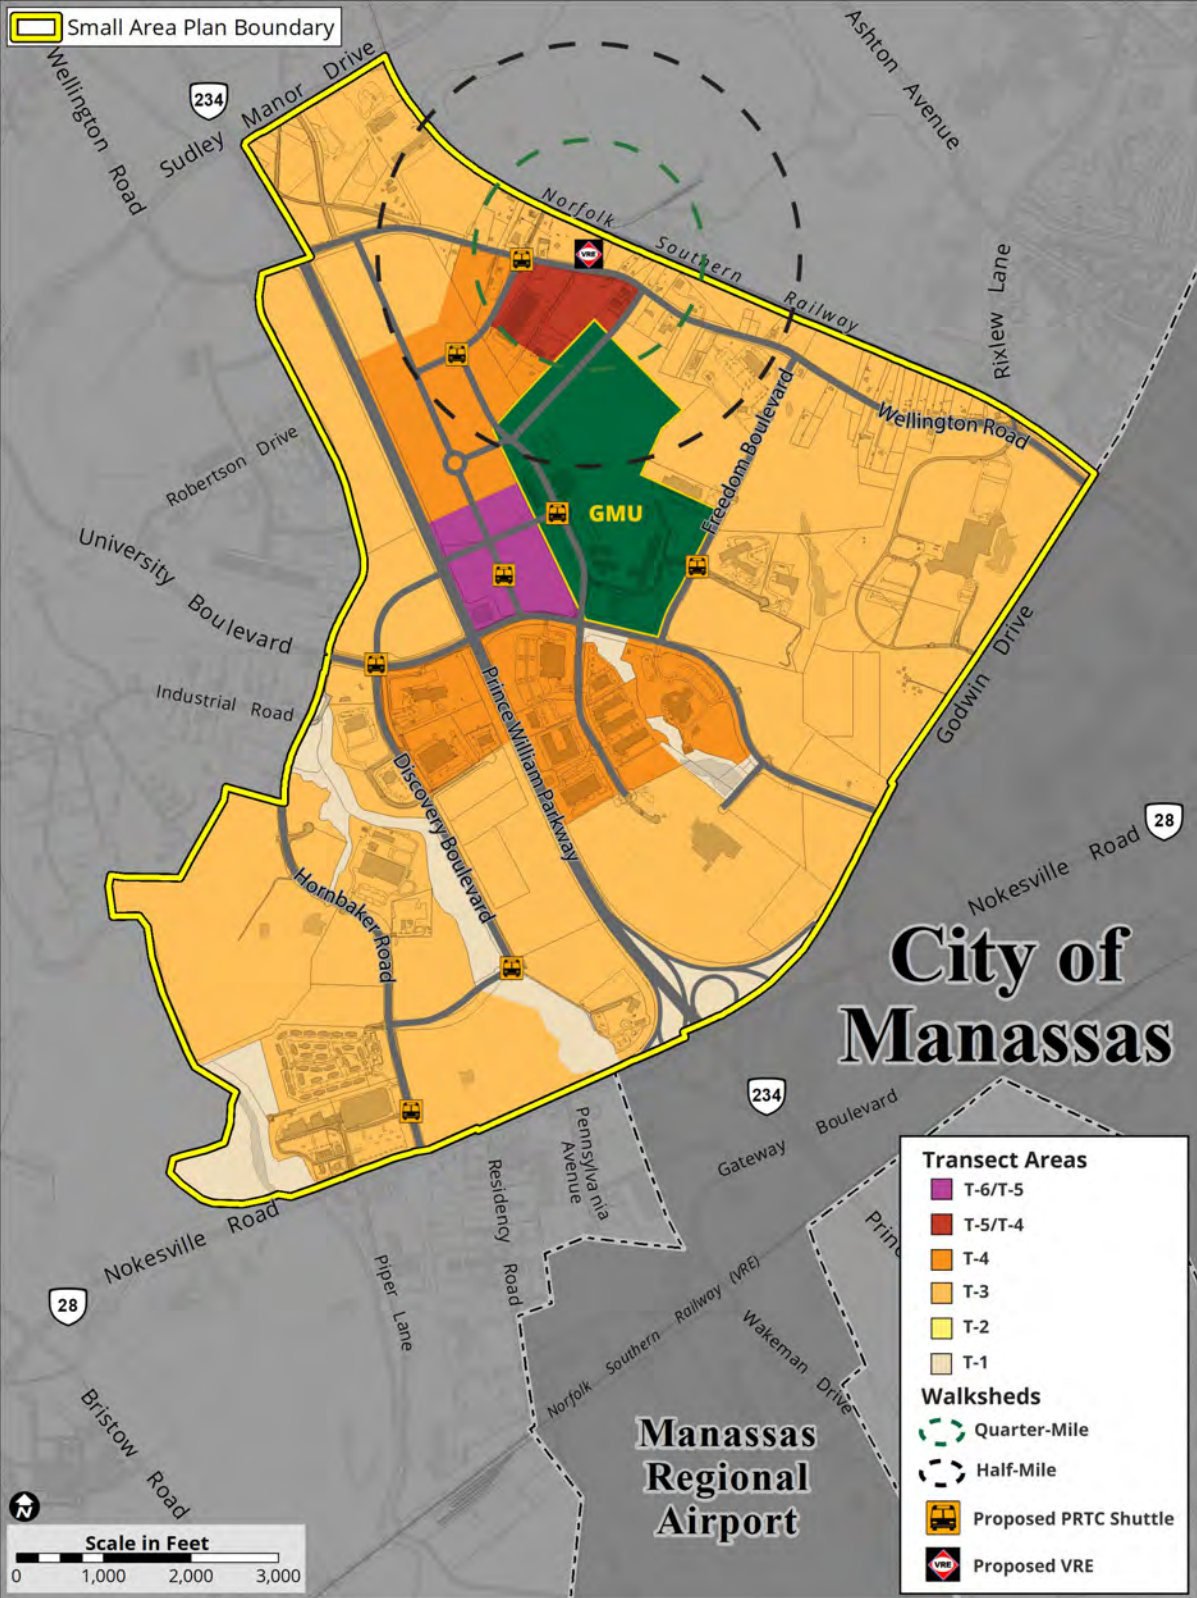 Small Area Plan Boundary
Ashton Avenue
Wellington Road
234
Sudley Manor Drive
Norfolk Southern Railway
VRE
Rixlew Lane
Wellington Road
Freedom Boulevard
Robertson Drive
GMU
University Boulevard
Industrial Road
Godwin Drive
Prince William Parkway
Discovery Boulevard
Hornbaker Road
28
Nokesville Road
City of
Manassas
234
Gateway Boulevard
Pennsylvania
Avenue
Residency Road
Nokesville Road
28
Piper Lane
Norfolk Southern Railway (VRE)
Wakeman Drive
Bristow Road
Manassas
Regional
Airport
Transect Areas
T-6/T-5
T-5/T-4
T-4
T-3
T-2
T-1
Walksheds
Quarter-Mile
Half-Mile
Proposed PRTC Shuttle
VRE
Proposed VRE
N
Scale in Feet
0 1,000 2,000 3,000